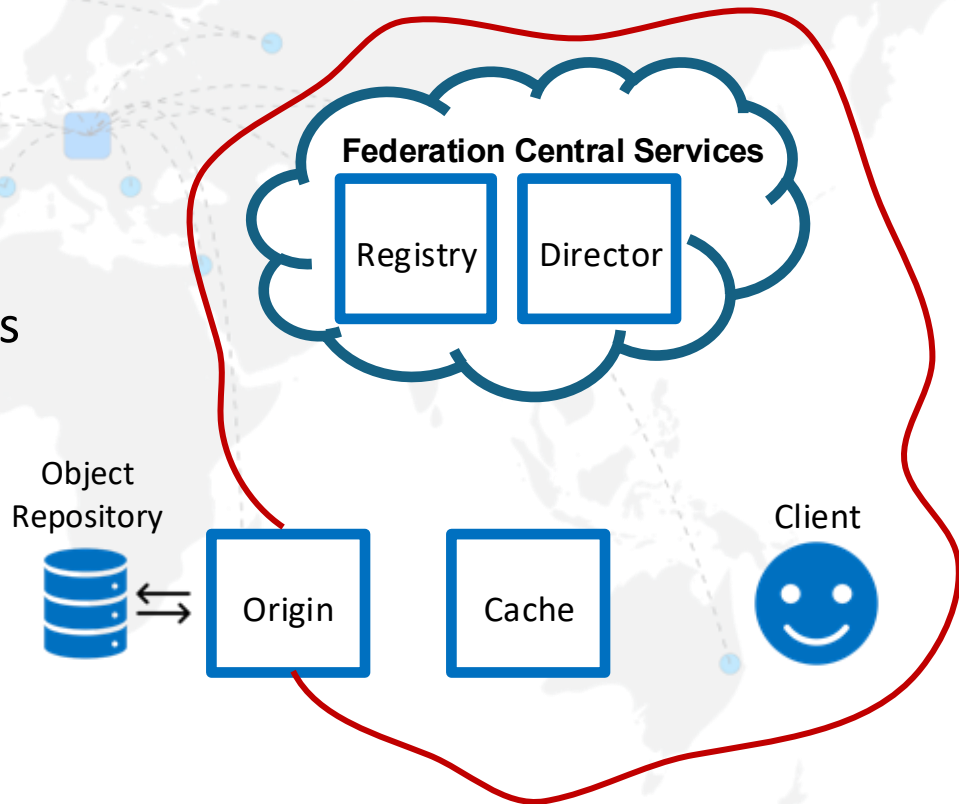 Federation Central Services
Registry
Director
s
Object
Repository
Client
Origin
Cache